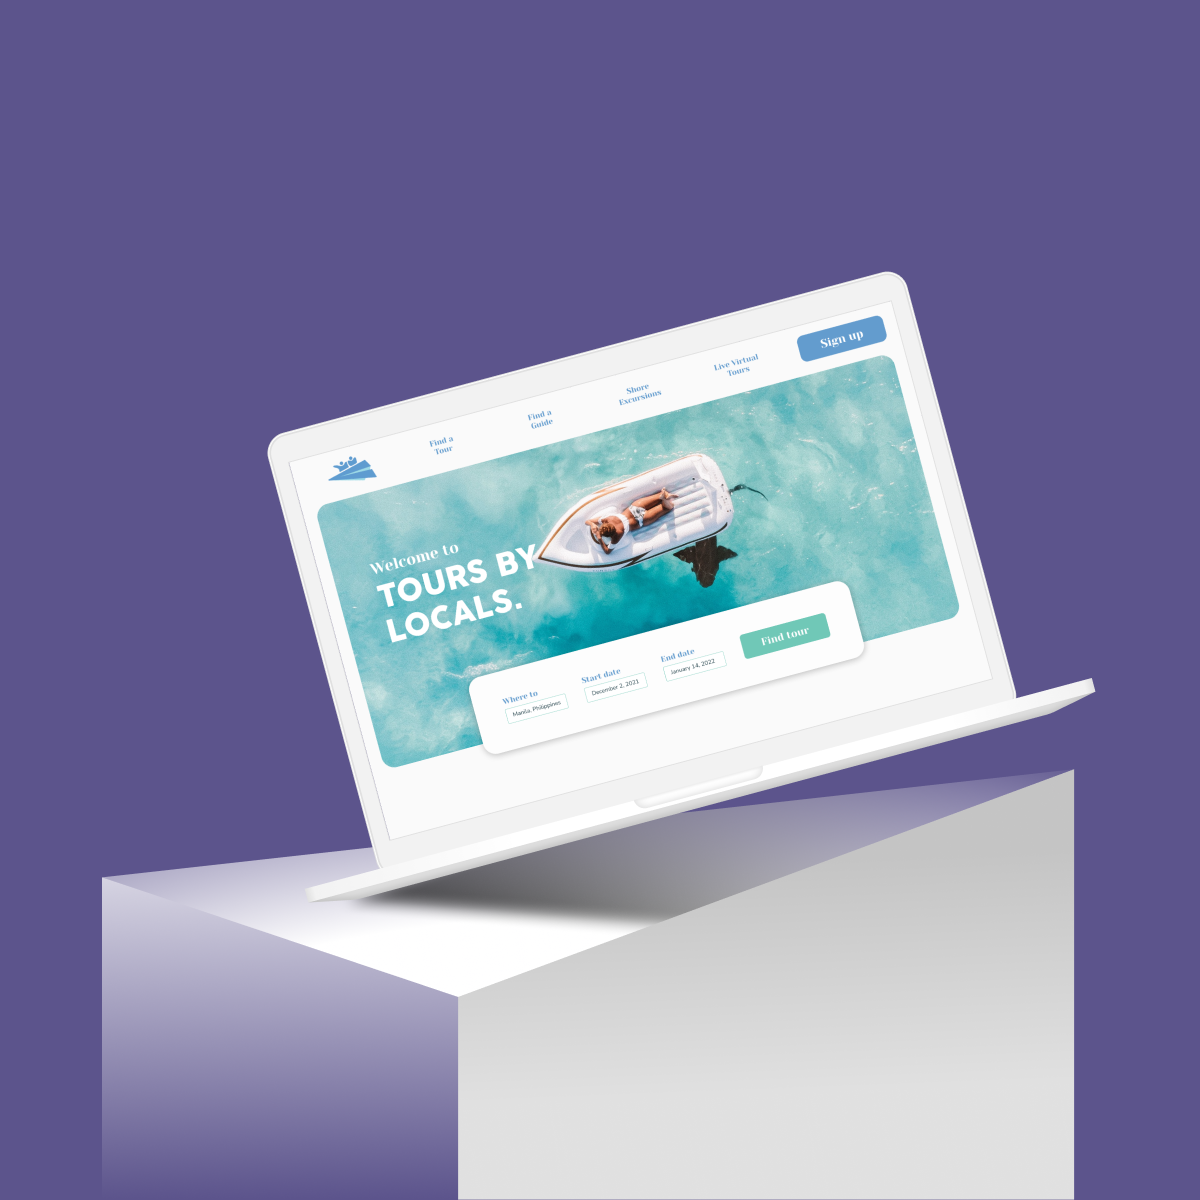 Find a
Tour
Find a
Guide
Shore
Excursions
Live Virtual
Tours
Sign up
Welcome to
TOURS BY
LOCALS.
Where to
Manila, Philippines
Start date
December 2, 2021
End date
January 14, 2022
Find tour